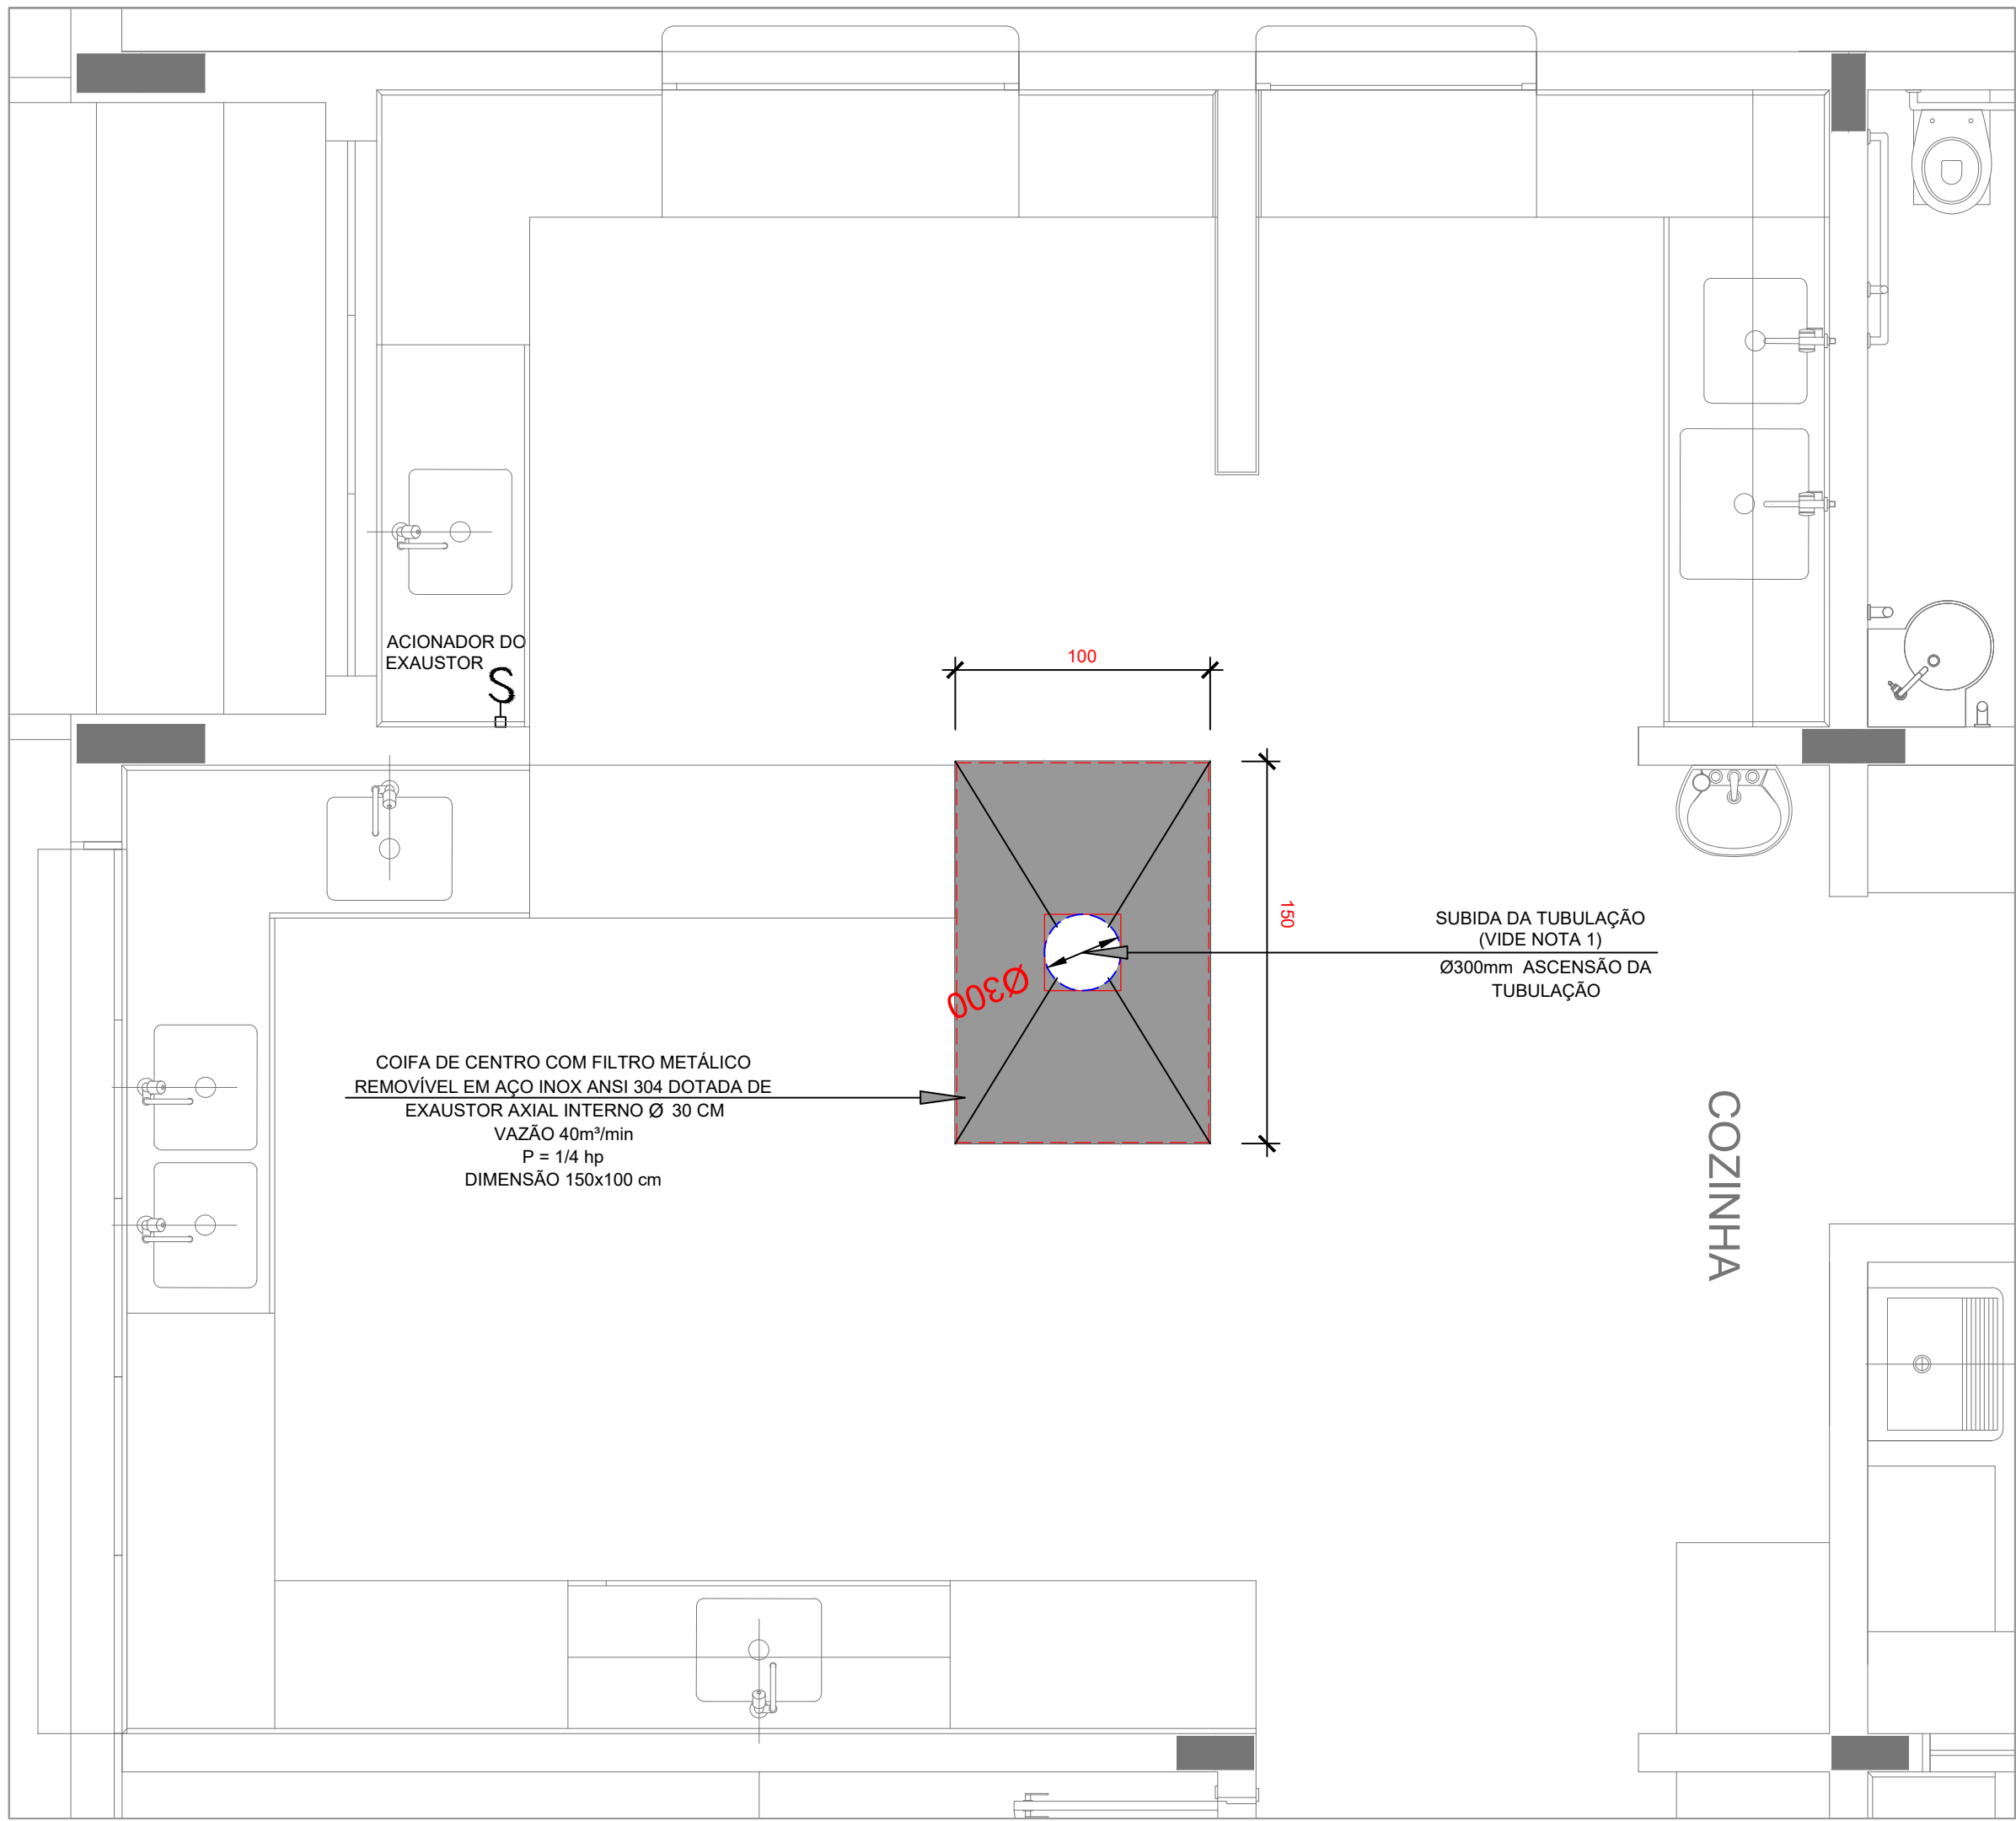 ACIONADOR DO
EXAUSTOR
S
100
150
SUBIDA DA TUBULAÇÃO
(VIDE NOTA 1)
Ø300mm ASCENSÃO DA
TUBULAÇÃO
Ø300
COIFA DE CENTRO COM FILTRO METÁLICO
REMOVÍVEL EM AÇO INOX ANSI 304 DOTADA DE
EXAUSTOR AXIAL INTERNO Ø 30 CM
VAZÃO 40m³/min
P = 1/4 hp
DIMENSÃO 150x100 cm
COZINHA